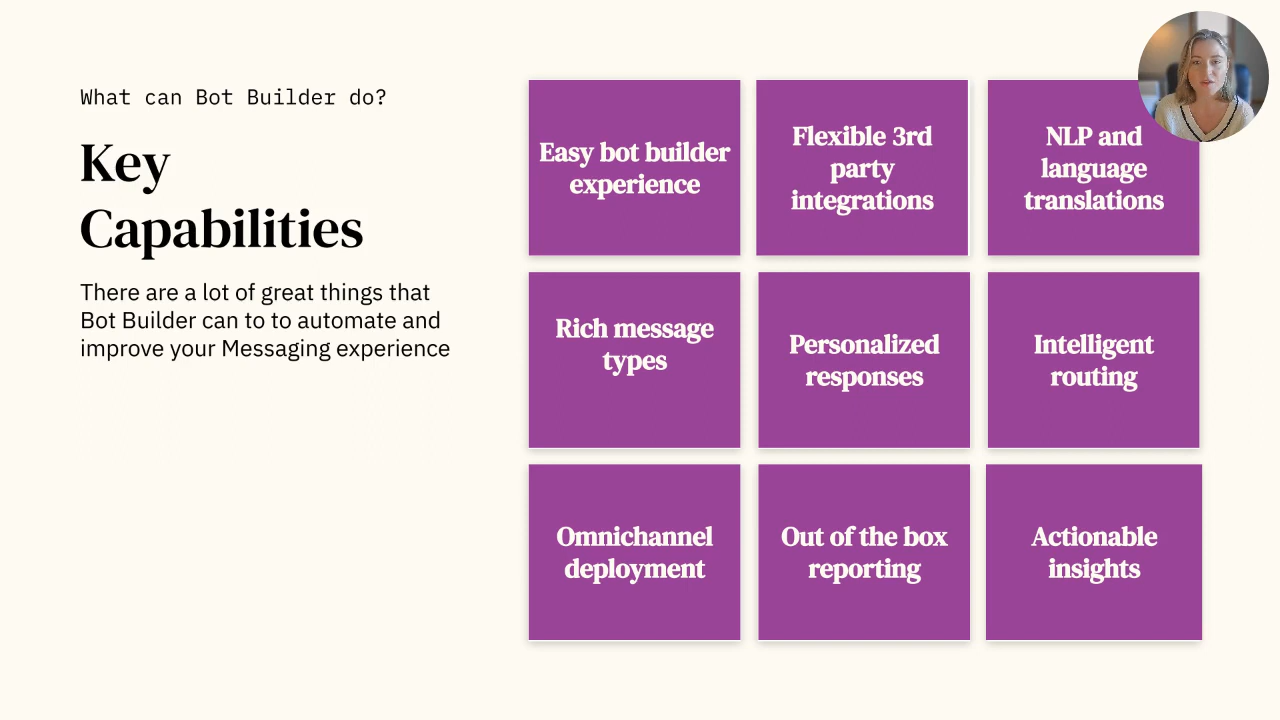 What can Bot Builder do?
Key
Capabilities
There are a lot of great things that
Bot Builder can to to automate and
improve your Messaging experience
Easy bot builder
experience
Flexible 3rd
party
integrations
NLP and
language
translations
Rich message
types
Personalized
responses
Intelligent
routing
Omnichannel
deployment
Out of the box
reporting
Actionable
insights